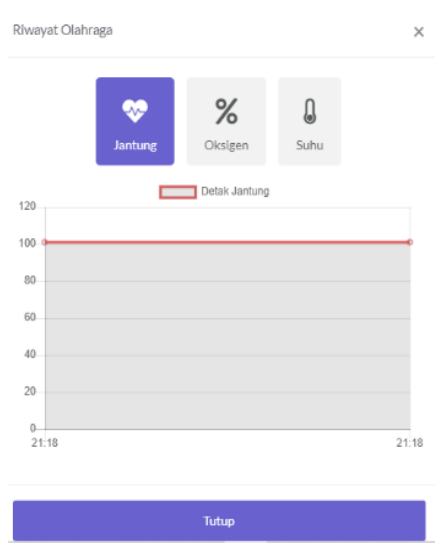 Riwayat Olahraga ×
%
Jantung Oksigen Suhu
Detak Jantung
120
100
80
60
40
20
0
21:18 21:18
Tutup